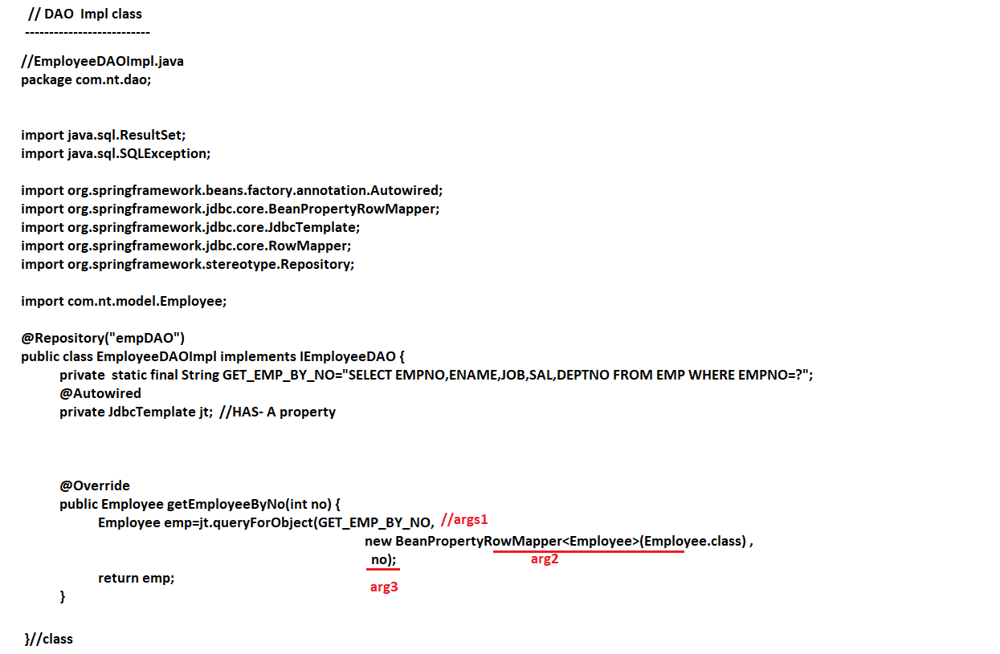 // DAO  Impl class
--------------------------
//EmployeeDAOImpl.java
package com.nt.dao;
import java.sql.ResultSet;
import java.sql.SQLException;
import org.springframework.beans.factory.annotation.Autowired;
import org.springframework.jdbc.core.BeanPropertyRowMapper;
import org.springframework.jdbc.core.JdbcTemplate;
import org.springframework.jdbc.core.RowMapper;
import org.springframework.stereotype.Repository;
import com.nt.model.Employee;
@Repository("empDAO")
public class EmployeeDAOImpl implements IEmployeeDAO {
private  static final String GET_EMP_BY_NO="SELECT EMPNO,ENAME,JOB,SAL,DEPTNO FROM EMP WHERE EMPNO=?";
@Autowired
private JdbcTemplate jt;  //HAS- A property
@Override
public Employee getEmployeeByNo(int no) {
Employee emp=jt.queryForObject(GET_EMP_BY_NO, //args1
new BeanPropertyRowMapper<Employee>(Employee.class) ,
arg2
no);
return emp;
arg3
}
}//class